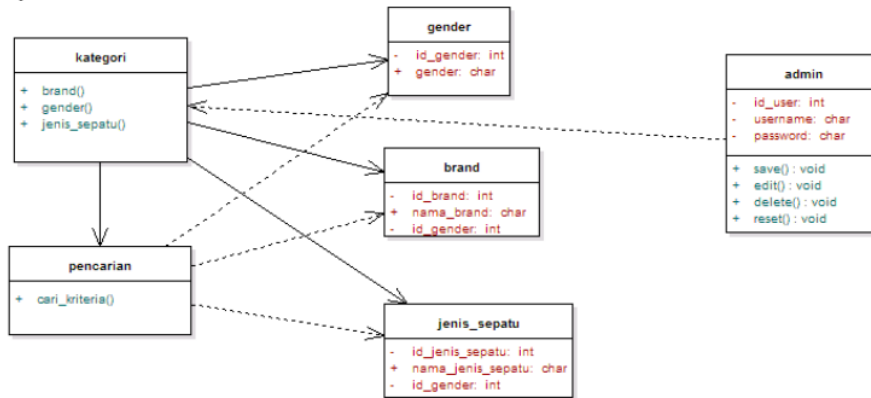 kategori
+ brand()
+ gender()
+ jenis_sepatu()
gender
- id_gender: int
+ gender: char
admin
- id_user: int
- username: char
- password: char
+ save() : void
+ edit() : void
+ delete() : void
+ reset() : void
brand
- id_brand: int
+ nama_brand: char
- id_gender: int
pencarian
+ cari_kriteria()
jenis_sepatu
- id_jenis_sepatu: int
+ nama_jenis_sepatu: char
- id_gender: int